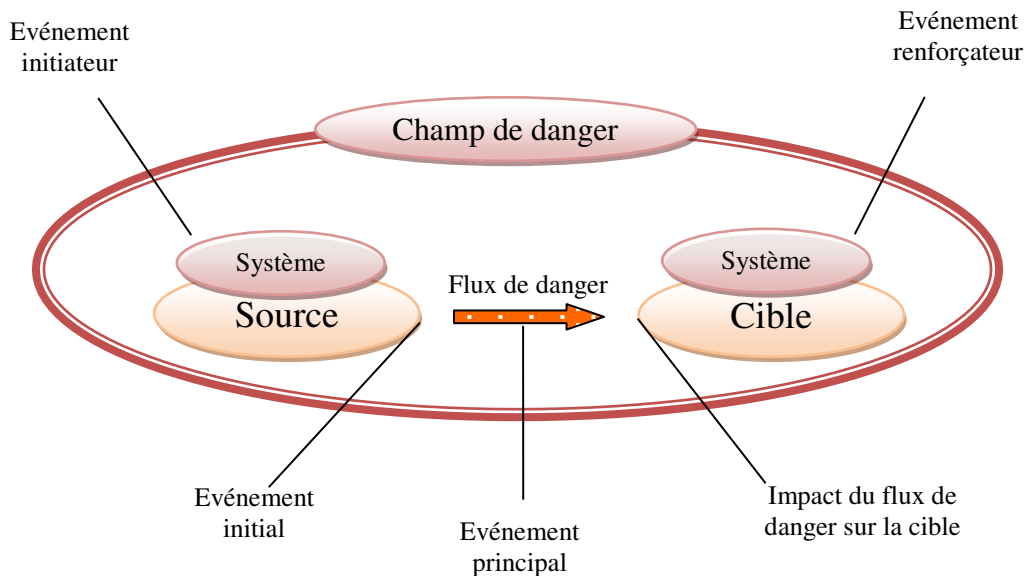 Evénement
initiateur
Evénement
renforçateur
Champ de danger
Système
Source
Flux de danger
Système
Cible
Evénement
initial
Evénement
principal
Impact du flux de
danger sur la cible